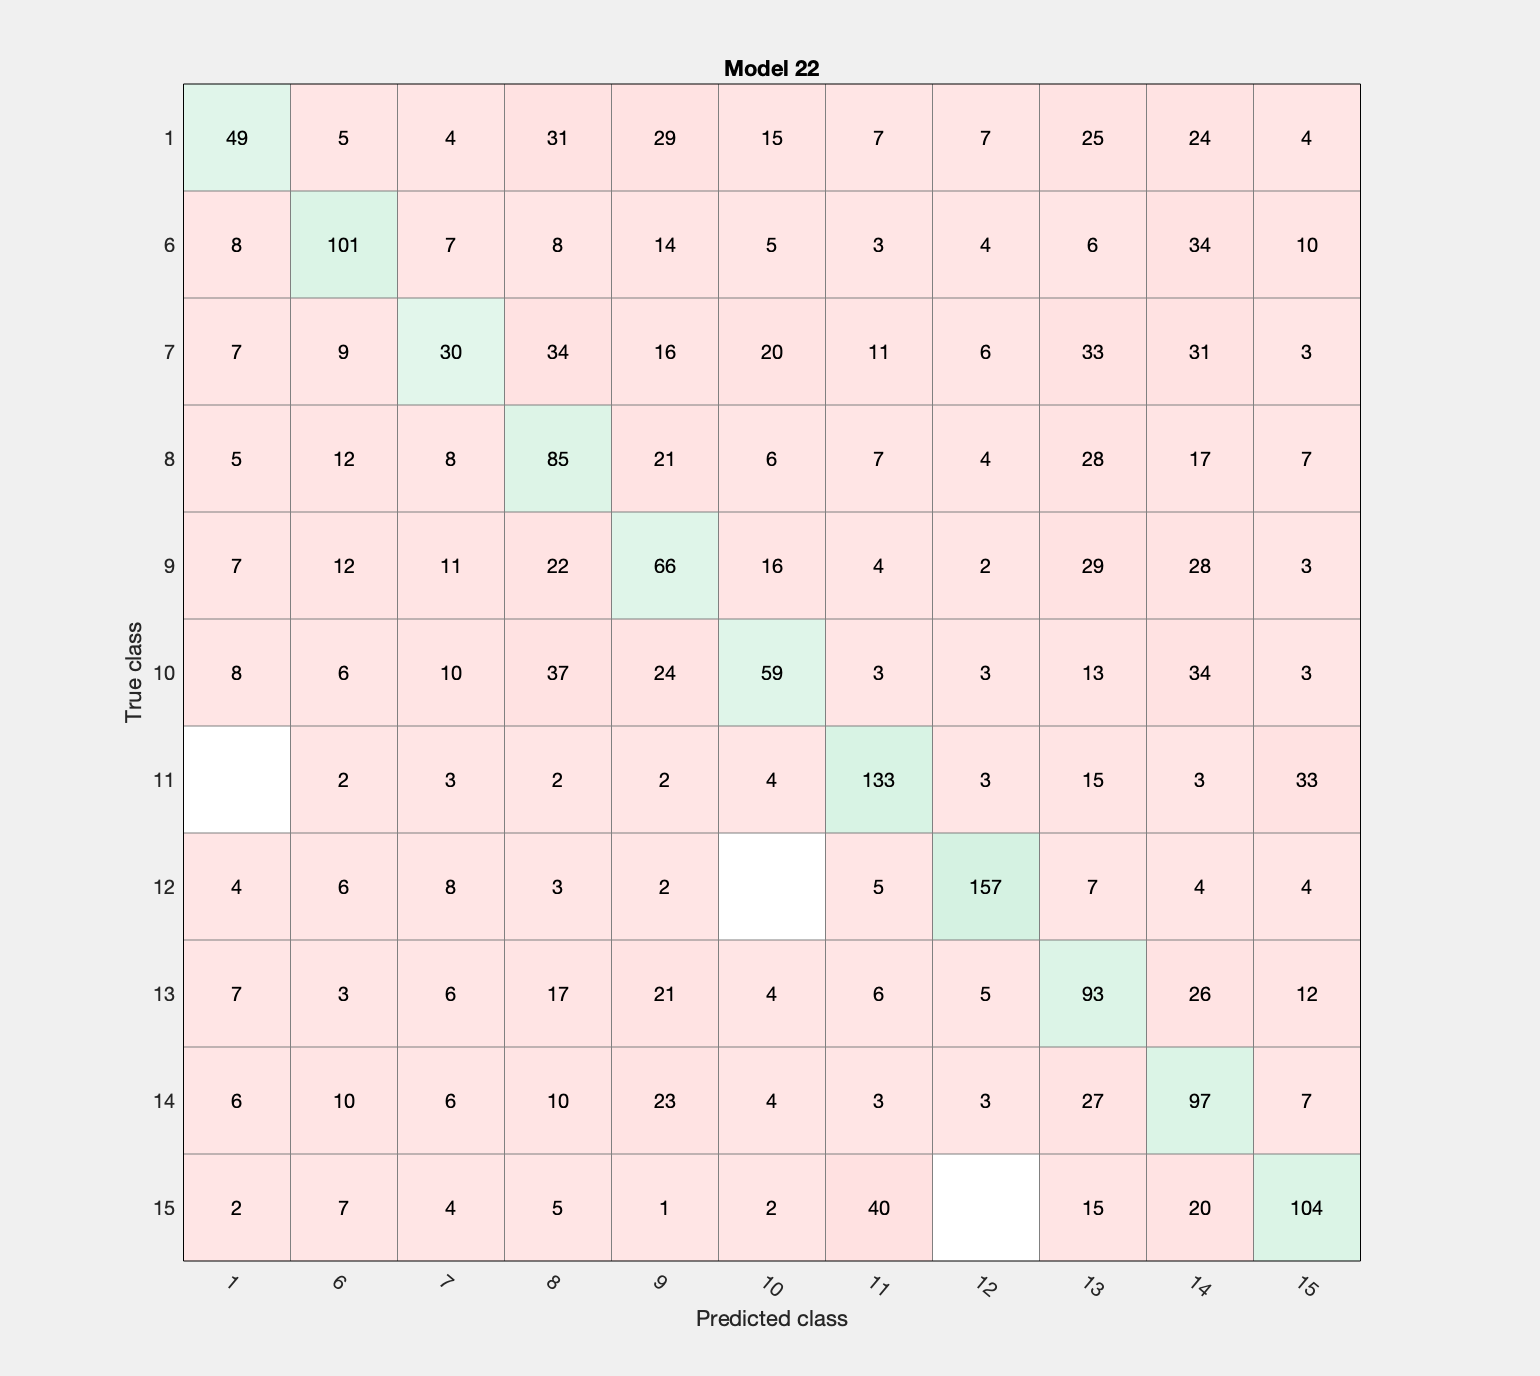 Model 22
1 49 5 4 31 29 15 7 7 25 24 4
6 8 101 7 8 14 5 3 4 6 34 10
7 7 9 30 34 16 20 11 6 33 31 3
8 5 12 8 85 21 6 7 4 28 17 7
9 7 12 11 22 66 16 4 2 29 28 3
True class
10 8 6 10 37 24 59 3 3 13 34 3
11 2 3 2 2 4 133 3 15 3 33
12 4 6 8 3 2 5 157 7 4 4
13 7 3 6 17 21 4 6 5 93 26 12
14 6 10 6 10 23 4 3 3 27 97 7
15 2 7 4 5 1 2 40 15 20 104
1 6 7 8 9 10 11 12 13 14 15
Predicted class